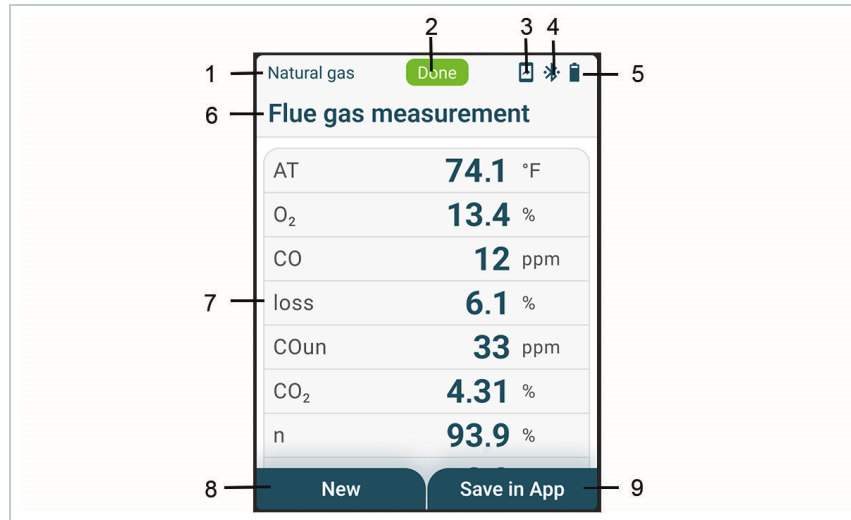 2 3 4
1 Natural gas Done 5
6 Flue gas measurement
AT 74.1 °F
O₂ 13.4 %
CO 12 ppm
7 loss 6.1 %
COun 33 ppm
CO₂ 4.31 %
n 93.9 %
8 New Save in App 9